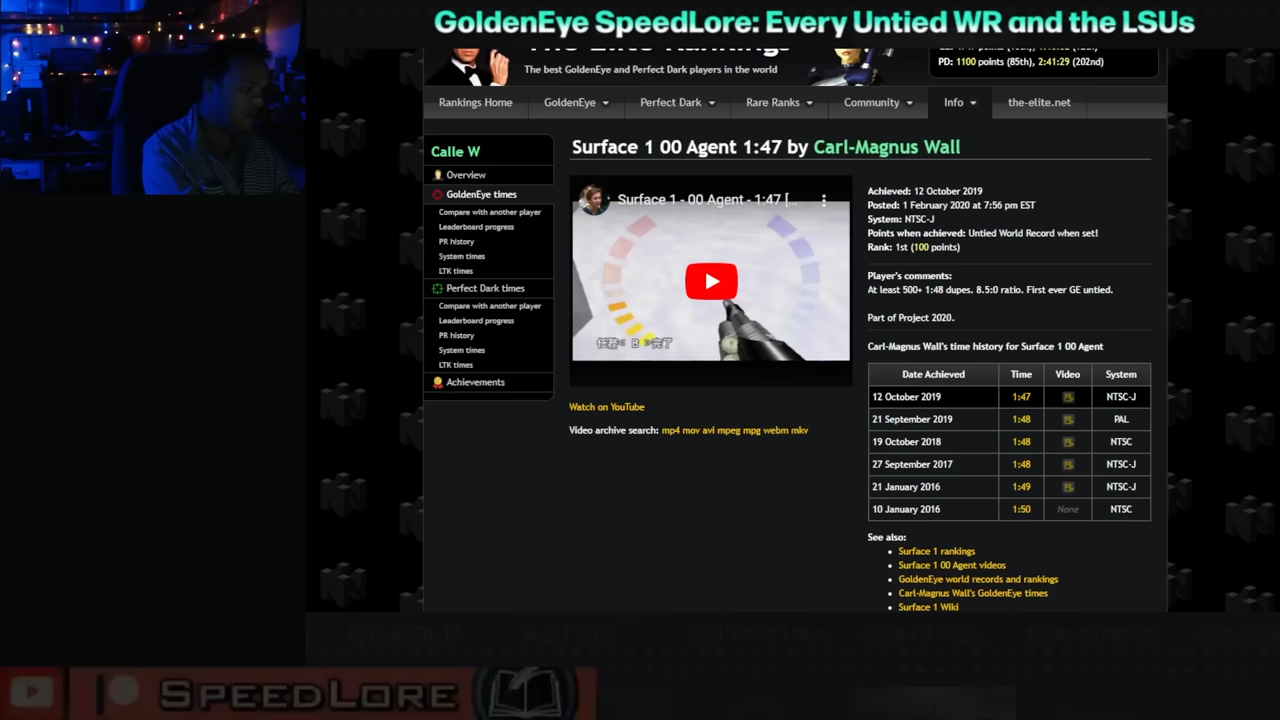 GoldenEye SpeedLore: Every Untied WR and the LSUs
The best GoldenEye and Perfect Dark players in the world
PD: 1100 points (85th), 2:41:29 (202nd)
Rankings Home
GoldenEye
Perfect Dark
Rare Ranks
Community
Info
the-elite.net
Calle W
Overview
GoldenEye times
Compare with another player
Leaderboard progress
PR history
System times
LTK times
Perfect Dark times
Compare with another player
Leaderboard progress
PR history
System times
LTK times
Achievements
Surface 1 00 Agent 1:47 by Carl-Magnus Wall
Surface 1 - 00 Agent - 1:47 [...
任務< B >完了
Watch on YouTube
Video archive search: mp4 mov avi mpeg mpg webm mkv
Achieved: 12 October 2019
Posted: 1 February 2020 at 7:56 pm EST
System: NTSC-J
Points when achieved: Untied World Record when set!
Rank: 1st (100 points)
Player's comments:
At least 500+ 1:48 dupes. 8.5:0 ratio. First ever GE untied.
Part of Project 2020.
Carl-Magnus Wall's time history for Surface 1 00 Agent
Date Achieved Time Video System
12 October 2019 1:47 NTSC-J
21 September 2019 1:48 PAL
19 October 2018 1:48 NTSC
27 September 2017 1:48 NTSC-J
21 January 2016 1:49 NTSC-J
10 January 2016 1:50 None NTSC
See also:
Surface 1 rankings
Surface 1 00 Agent videos
GoldenEye world records and rankings
Carl-Magnus Wall's GoldenEye times
Surface 1 Wiki
SPEEDLORE